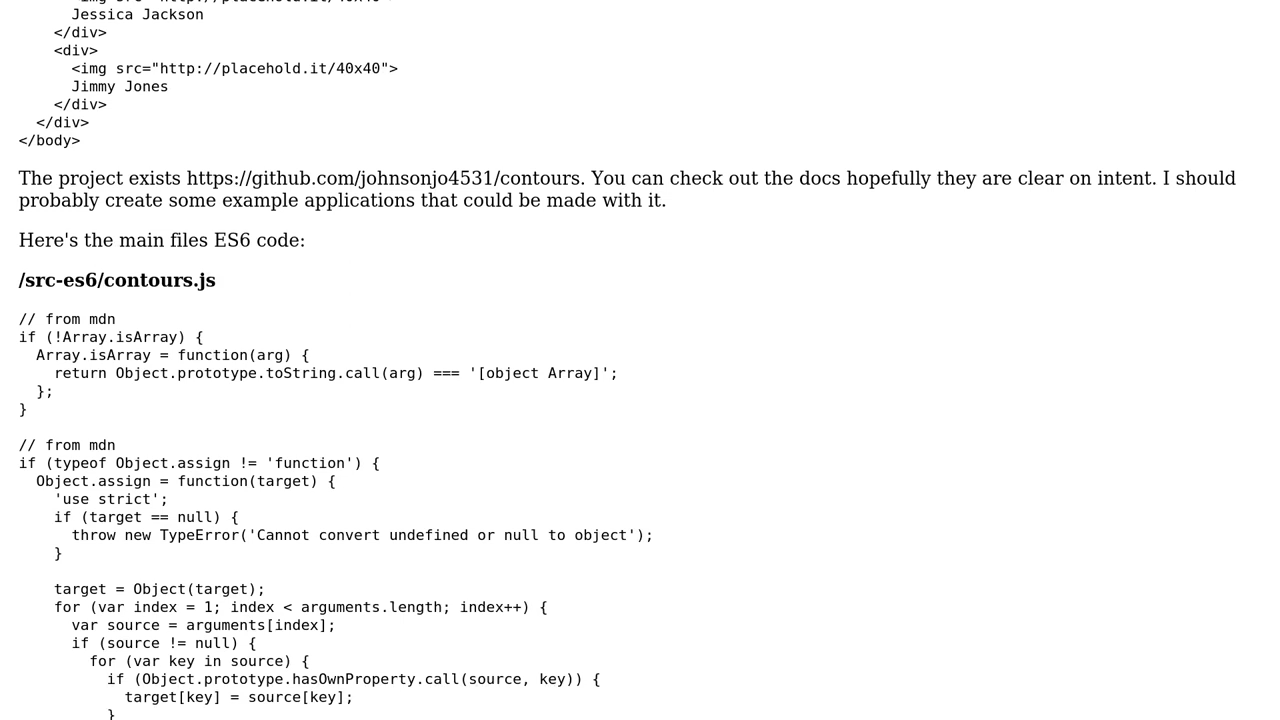 <img src="http://placehold.it/40x40">
      Jessica Jackson
    </div>
    <div>
      <img src="http://placehold.it/40x40">
      Jimmy Jones
    </div>
  </div>
</body>
The project exists https://github.com/johnsonjo4531/contours. You can check out the docs hopefully they are clear on intent. I should
probably create some example applications that could be made with it.
Here's the main files ES6 code:
/src-es6/contours.js
// from mdn
if (!Array.isArray) {
  Array.isArray = function(arg) {
    return Object.prototype.toString.call(arg) === '[object Array]';
  };
}
// from mdn
if (typeof Object.assign != 'function') {
  Object.assign = function(target) {
    'use strict';
    if (target == null) {
      throw new TypeError('Cannot convert undefined or null to object');
    }
    target = Object(target);
    for (var index = 1; index < arguments.length; index++) {
      var source = arguments[index];
      if (source != null) {
        for (var key in source) {
          if (Object.prototype.hasOwnProperty.call(source, key)) {
            target[key] = source[key];
          }